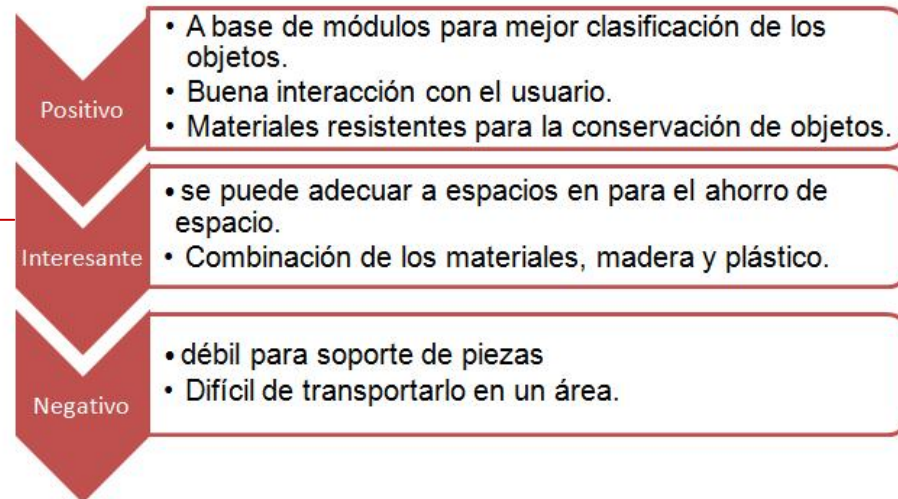 Positivo
• A base de módulos para mejor clasificación de los
objetos.
• Buena interacción con el usuario.
• Materiales resistentes para la conservación de objetos.
Interesante
• se puede adecuar a espacios en para el ahorro de
espacio.
• Combinación de los materiales, madera y plástico.
Negativo
• débil para soporte de piezas
• Difícil de transportarlo en un área.